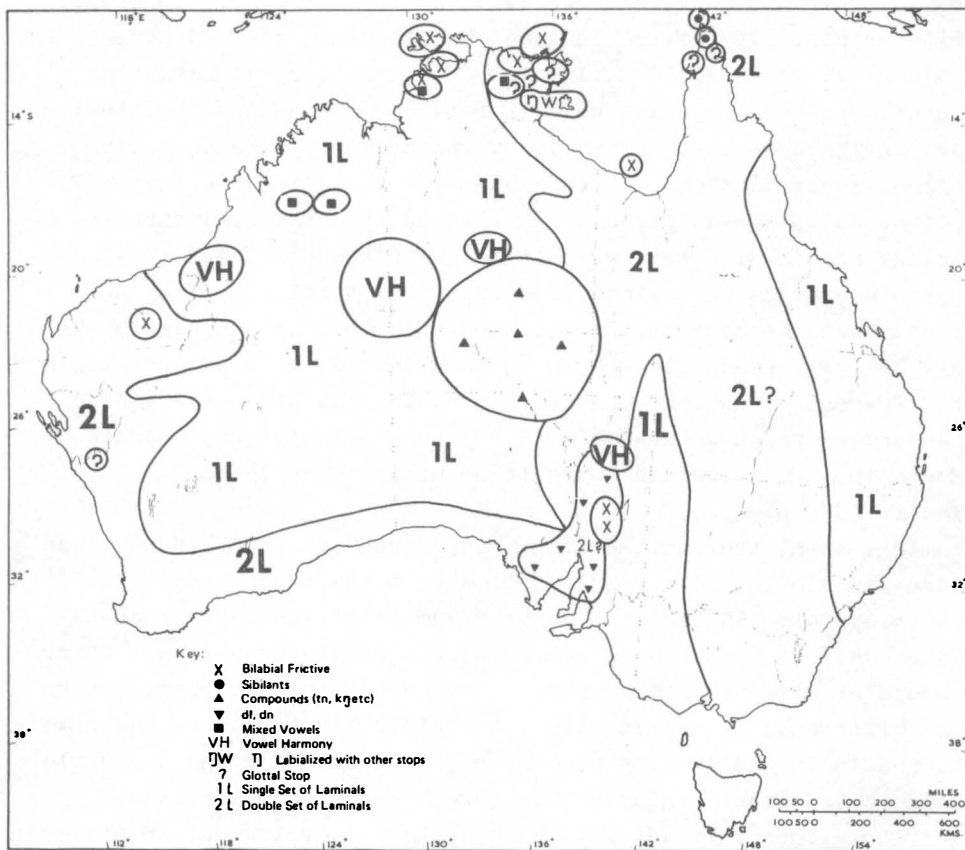 118°E 124° 130° 136° 142° 148°
2L
ŋW
14°S 14°
1L
1L
VH
20° VH VH 2L 1L 20°
1L
2L 1L 2L? 26°
26° VH
1L 1L 1L
2L?
32° 2L 32°
Key:
X Bilabial Frictive
● Sibilants
▲ Compounds (tn, kŋetc)
▼ dl, dn
■ Mixed Vowels
VH Vowel Harmony
ŋW ŋ Labialized with other stops
? Glottal Stop
1L Single Set of Laminals
2L Double Set of Laminals
38° 38°
MILES
100 50 0 100 200 300 400
100 50 0 200 400 600
KMS.
112° 118° 124° 130° 136° 142° 148° 154°